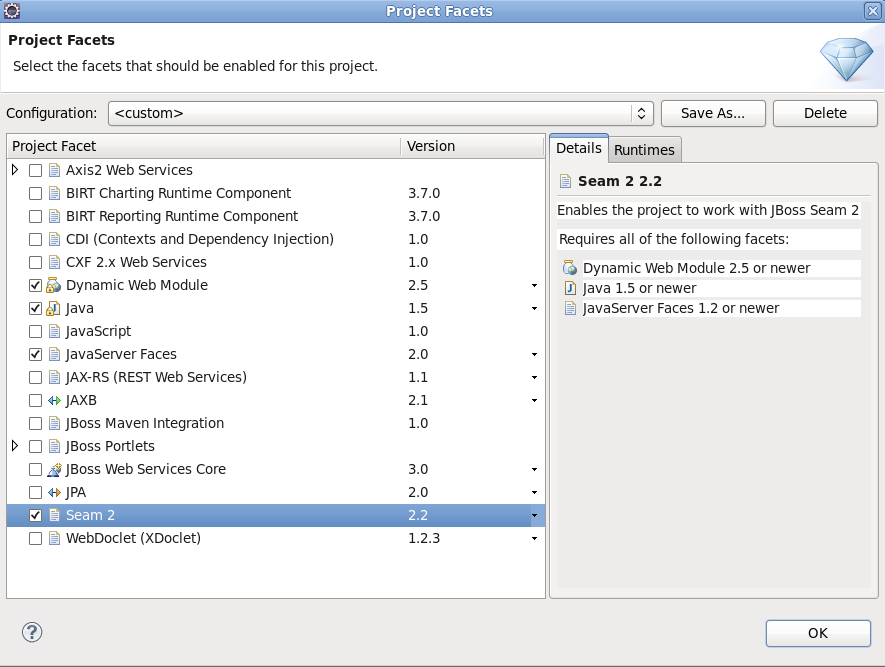 Project Facets
Project Facets
Select the facets that should be enabled for this project.
Configuration: <custom> Save As... Delete
Project Facet Version
Axis2 Web Services
BIRT Charting Runtime Component 3.7.0
BIRT Reporting Runtime Component 3.7.0
CDI (Contexts and Dependency Injection) 1.0
CXF 2.x Web Services 1.0
Dynamic Web Module 2.5
Java 1.5
JavaScript 1.0
JavaServer Faces 2.0
JAX-RS (REST Web Services) 1.1
JAXB 2.1
JBoss Maven Integration 1.0
JBoss Portlets
JBoss Web Services Core 3.0
JPA 2.0
Seam 2 2.2
WebDoclet (XDoclet) 1.2.3
Details Runtimes
Seam 2 2.2
Enables the project to work with JBoss Seam 2
Requires all of the following facets:
Dynamic Web Module 2.5 or newer
Java 1.5 or newer
JavaServer Faces 1.2 or newer
?
OK